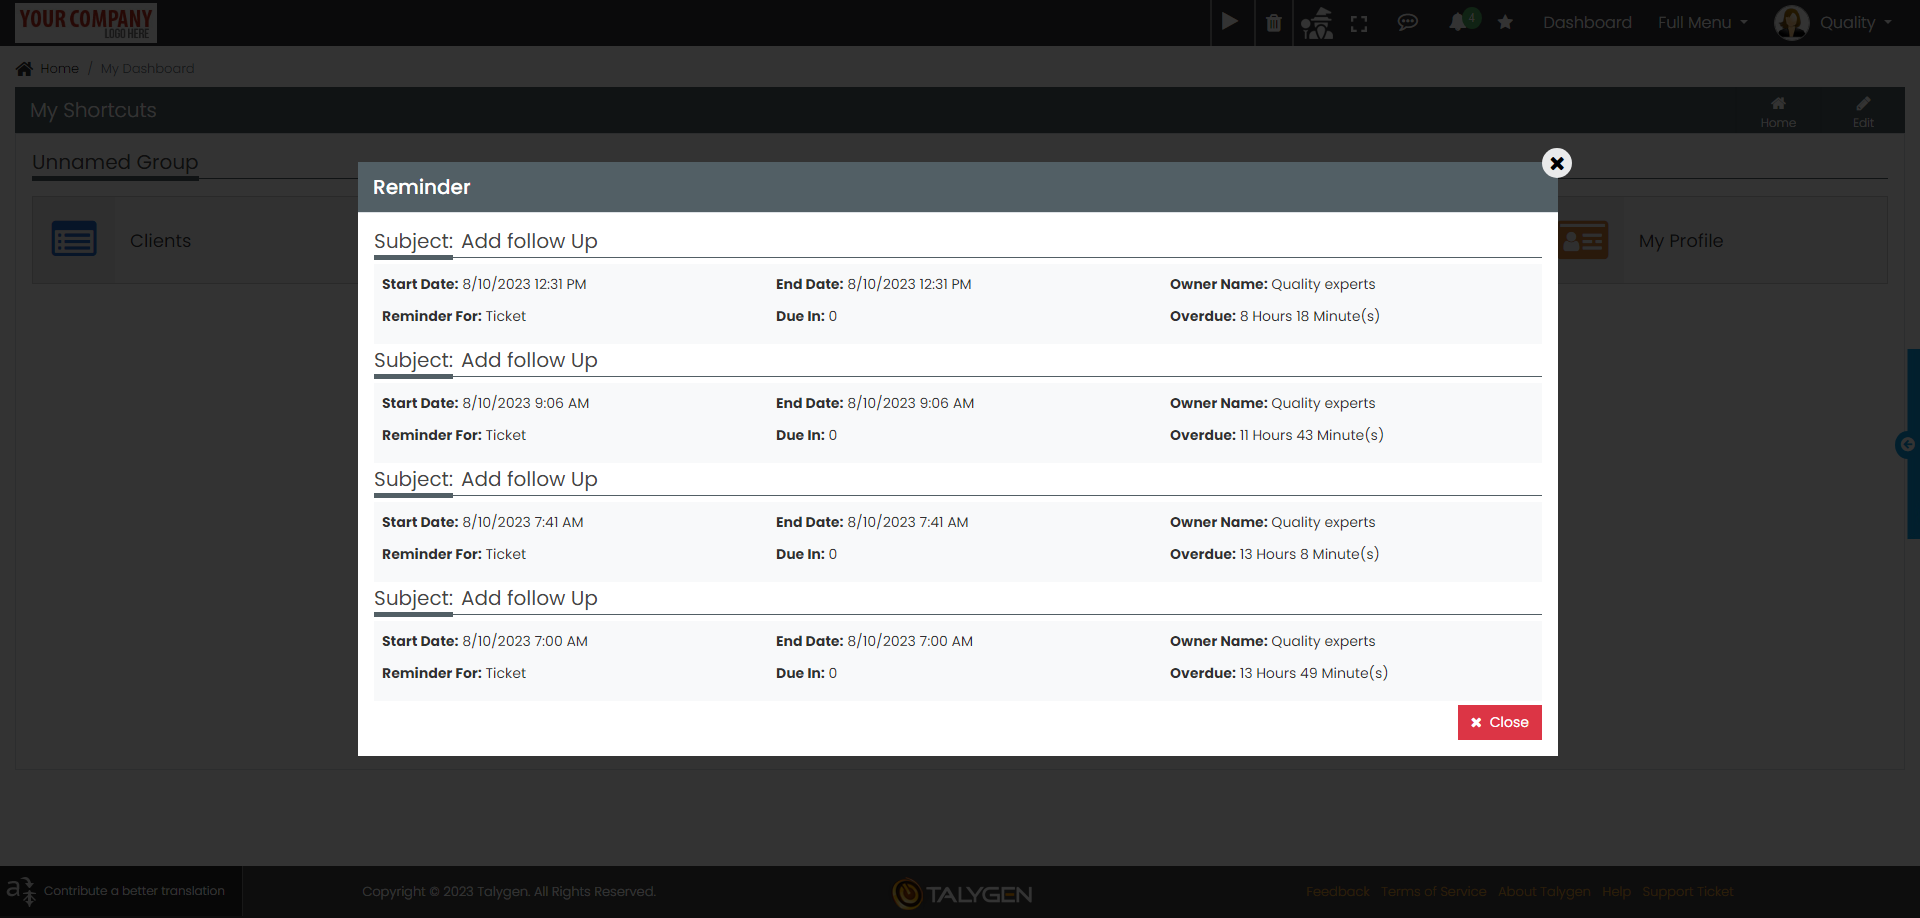 YOUR COMPANY
LOGO HERE
4
Dashboard
Full Menu
Quality
Home / My Dashboard
My Shortcuts
Home
Edit
Unnamed Group
Clients
My Profile
Reminder
Subject: Add follow Up
Start Date: 8/10/2023 12:31 PM End Date: 8/10/2023 12:31 PM Owner Name: Quality experts
Reminder For: Ticket Due In: 0 Overdue: 8 Hours 18 Minute(s)
Subject: Add follow Up
Start Date: 8/10/2023 9:06 AM End Date: 8/10/2023 9:06 AM Owner Name: Quality experts
Reminder For: Ticket Due In: 0 Overdue: 11 Hours 43 Minute(s)
Subject: Add follow Up
Start Date: 8/10/2023 7:41 AM End Date: 8/10/2023 7:41 AM Owner Name: Quality experts
Reminder For: Ticket Due In: 0 Overdue: 13 Hours 8 Minute(s)
Subject: Add follow Up
Start Date: 8/10/2023 7:00 AM End Date: 8/10/2023 7:00 AM Owner Name: Quality experts
Reminder For: Ticket Due In: 0 Overdue: 13 Hours 49 Minute(s)
Close
Contribute a better translation
Copyright © 2023 Talygen. All Rights Reserved.
TALYGEN
Feedback Terms of Service About Talygen Help Support Ticket